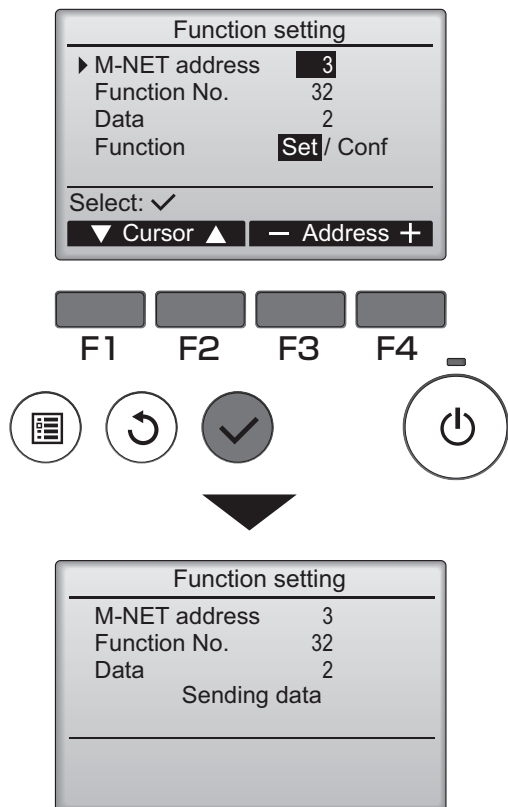 Function setting
M-NET address 3
Function No. 32
Data 2
Function Set / Conf
Select: ✓
▼ Cursor ▲ − Address +
F1 F2 F3 F4
Function setting
M-NET address 3
Function No. 32
Data 2
Sending data